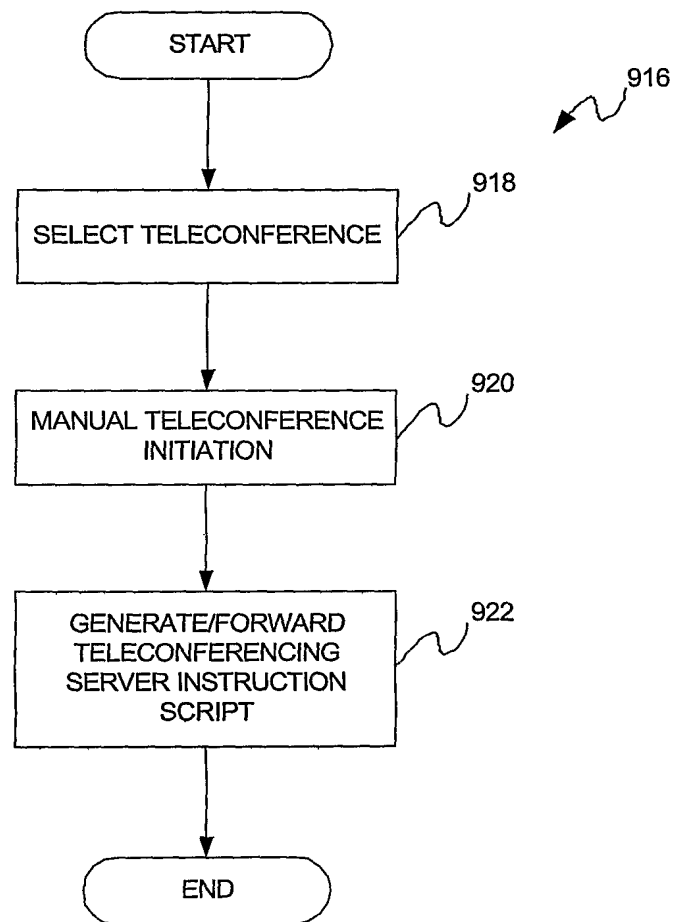 START
916
918
SELECT TELECONFERENCE
920
MANUAL TELECONFERENCE
INITIATION
922
GENERATE/FORWARD
TELECONFERENCING
SERVER INSTRUCTION
SCRIPT
END